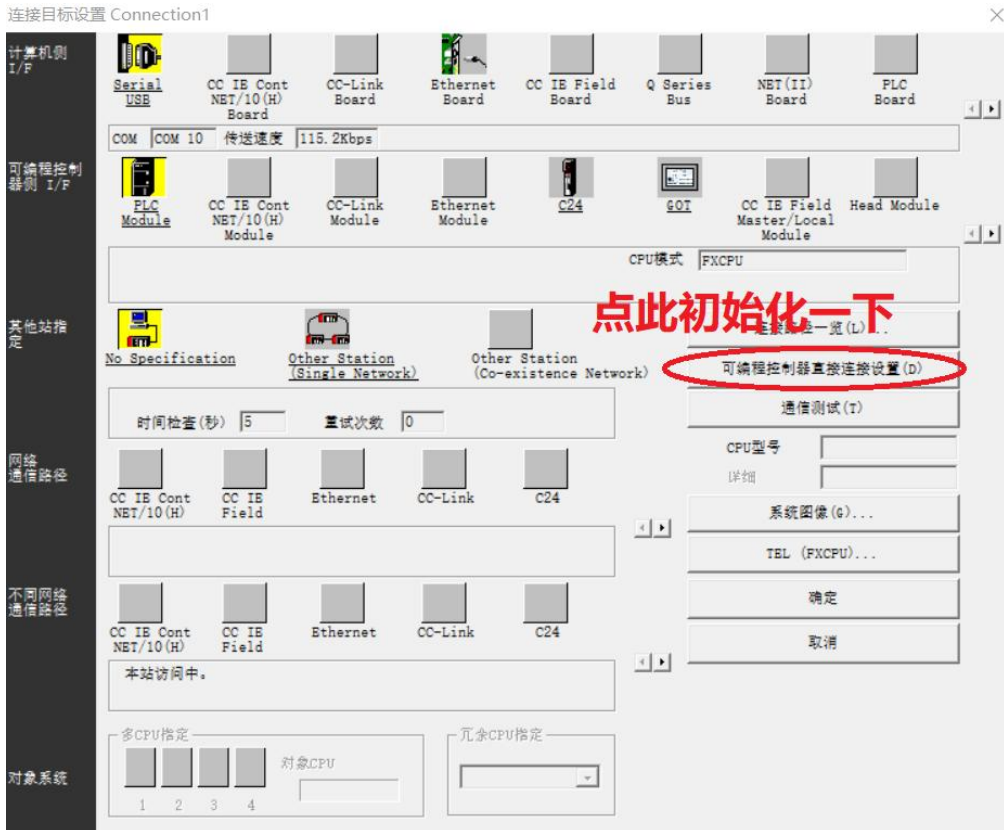 连接目标设置 Connection1
计算机侧
I/F
Serial
USB
CC IE Cont
NET/10(H)
Board
CC-Link
Board
Ethernet
Board
CC IE Field
Board
Q Series
Bus
NET(II)
Board
PLC
Board
COM COM 10 传送速度 115.2Kbps
可编程控制
器侧 I/F
PLC
Module
CC IE Cont
NET/10(H)
Module
CC-Link
Module
Ethernet
Module
C24
GOT
CC IE Field
Master/Local
Module
Head Module
CPU模式 FXCPU
点此初始化一下
其他站指
定
No Specification
Other Station
(Single Network)
Other Station
(Co-existence Network)
一览(L)...
可编程控制器直接连接设置(D)
时间检查(秒) 5 重试次数 0
通信测试(T)
CPU型号
详细
网络
通信路径
CC IE Cont
NET/10(H)
CC IE
Field
Ethernet
CC-Link
C24
系统图像(G)...
TEL (FXCPU)...
不同网络
通信路径
CC IE Cont
NET/10(H)
CC IE
Field
Ethernet
CC-Link
C24
确定
取消
本站访问中。
对象系统
多CPU指定
1 2 3 4
对象CPU
冗余CPU指定